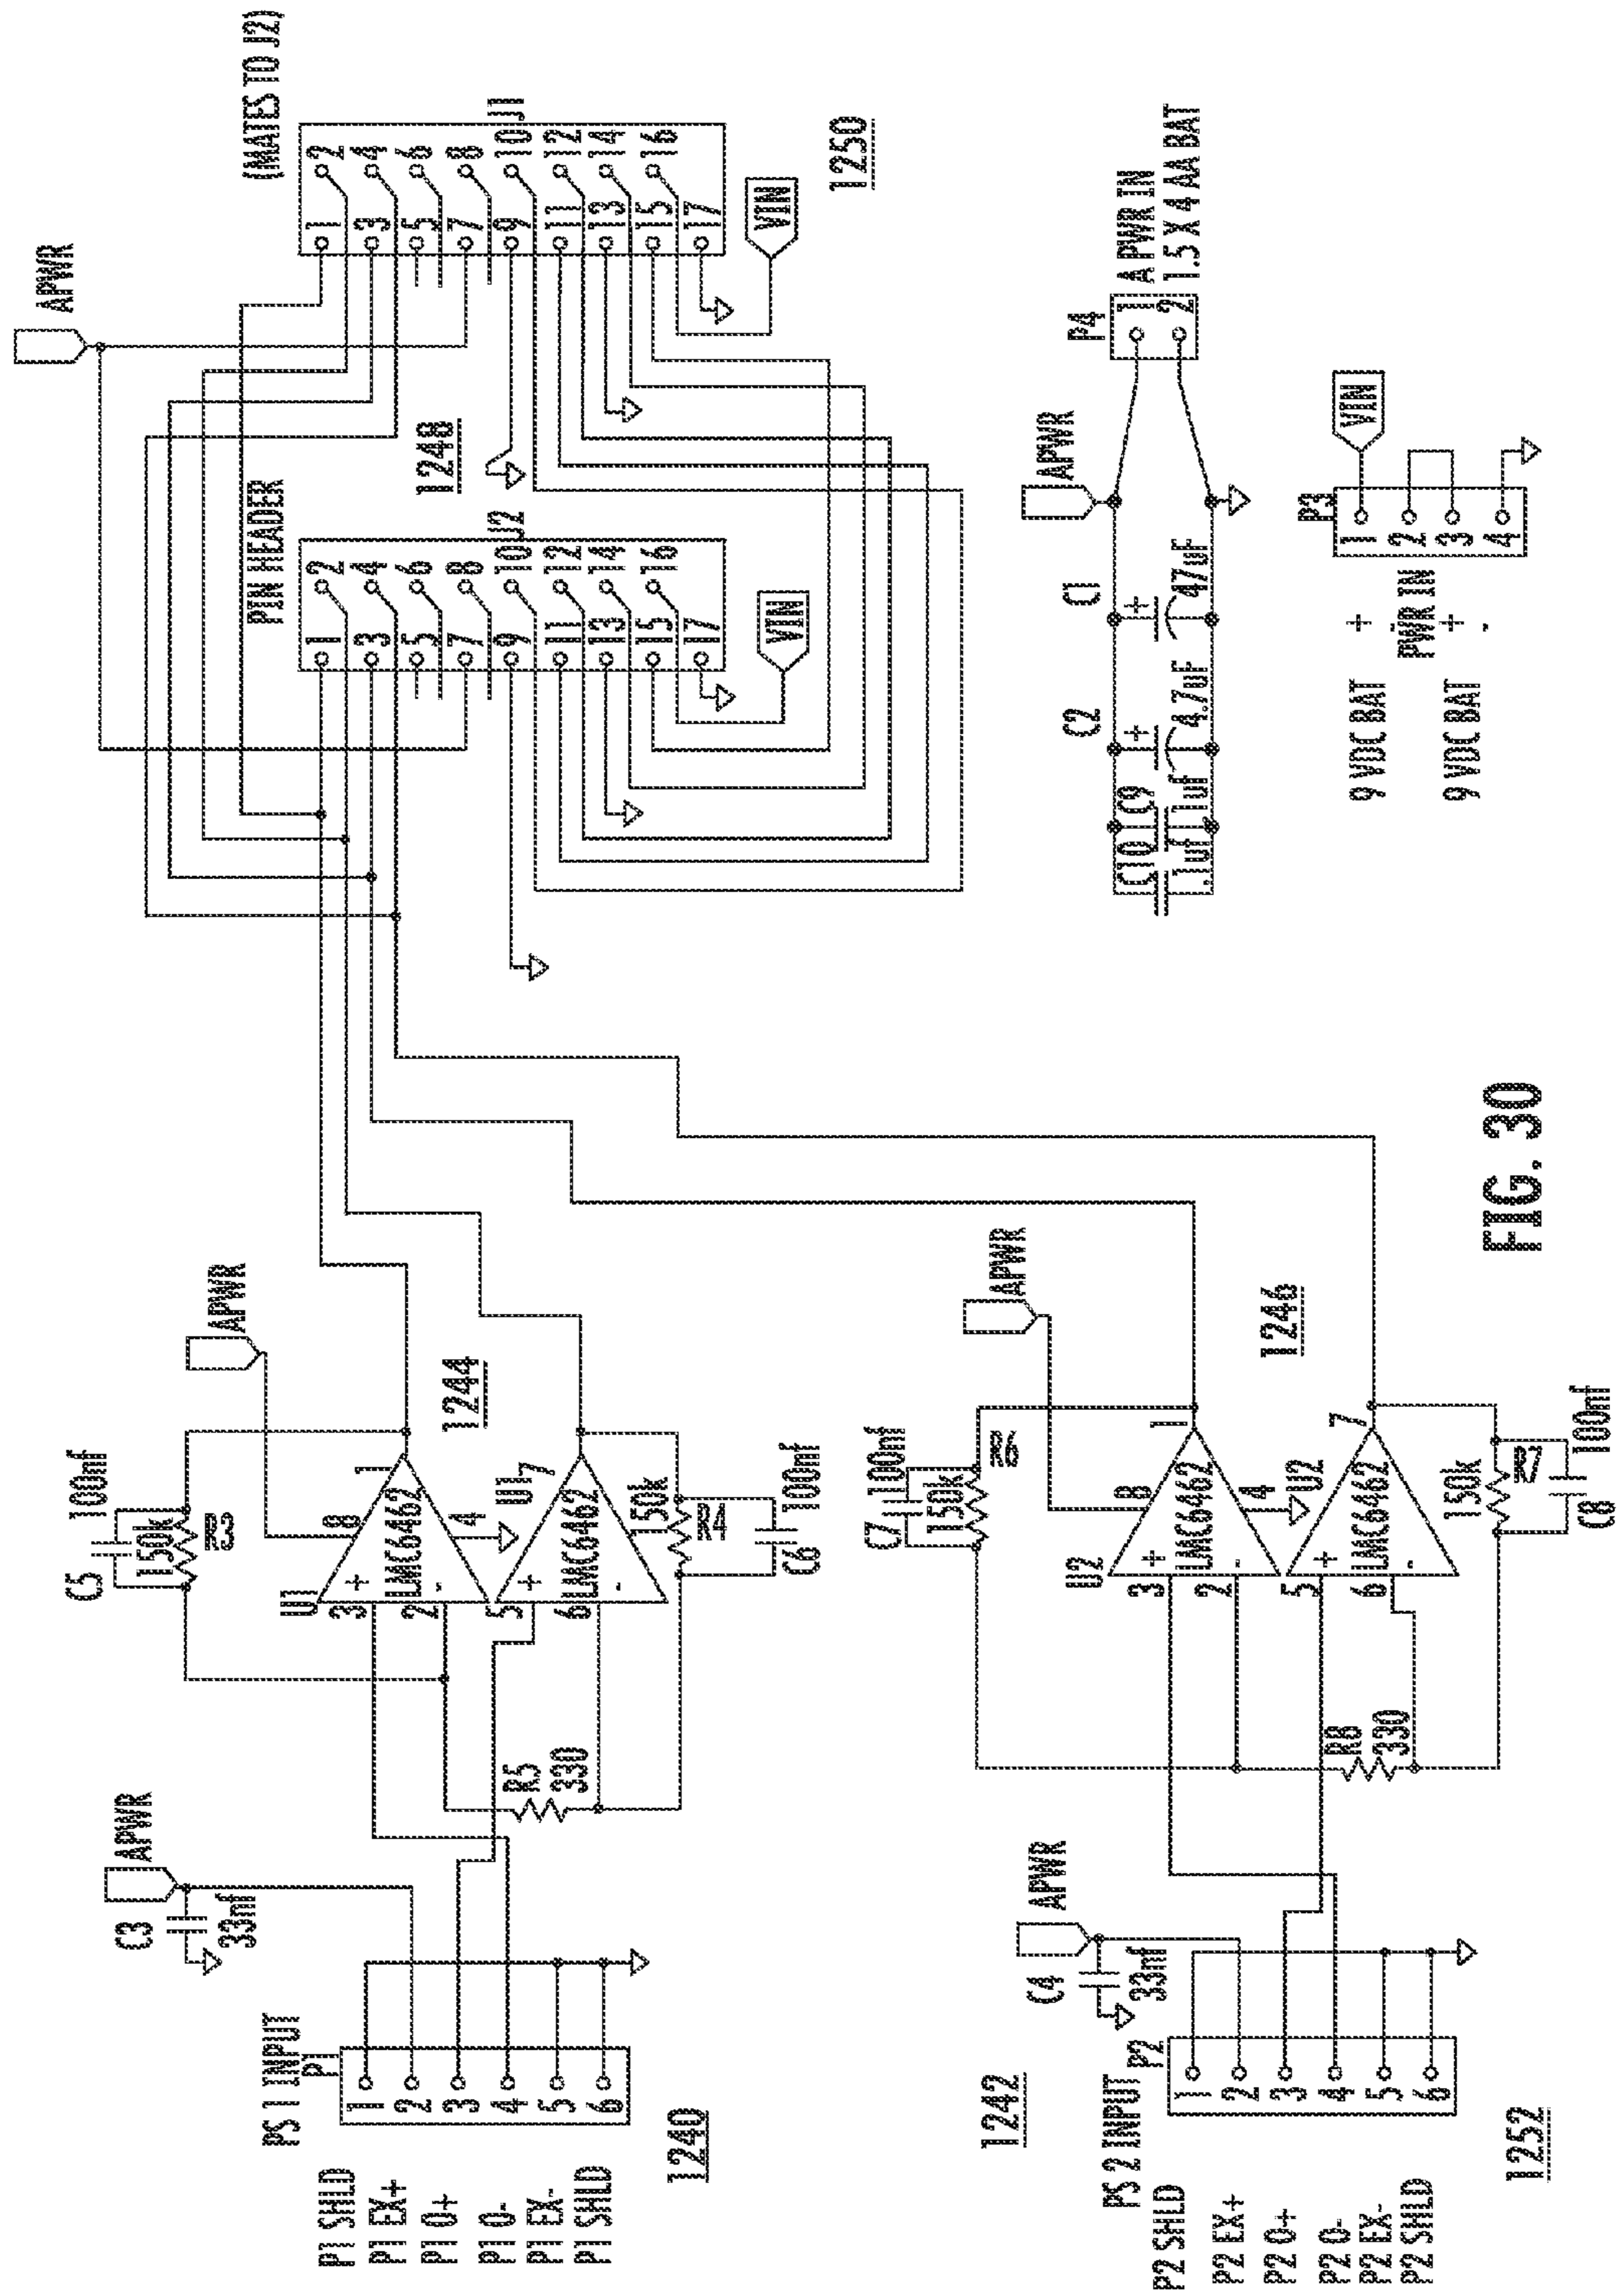 PS 1 INPUT
P1
P1 SHLD
P1 EX+
P1 O+
P1 O-
P1 EX-
P1 SHLD
1
2
3
4
5
6
1240
APWR
C3
33nf
C5
100nf
150k
R3
APWR
U1
3
+
2
-
8
1
4
LMC6462
1244
R5
330
U1
5
+
6
-
7
LMC6462
150k
R4
C6
100nf
1242
PS 2 INPUT
P2
P2 SHLD
P2 EX+
P2 O+
P2 O-
P2 EX-
P2 SHLD
1
2
3
4
5
6
1252
APWR
C4
33nf
C7
100nf
150k
R6
APWR
U2
3
+
2
-
8
1
4
LMC6462
1246
R8
330
U2
5
+
6
-
7
LMC6462
150k
R7
C8
100nf
APWR
PIN HEADER
J2
1 2
3 4
5 6
7 8
9 10
11 12
13 14
15 16
17
VIN
1248
(MATES TO J2)
J1
1 2
3 4
5 6
7 8
9 10
11 12
13 14
15 16
17
VIN
1250
C10
.1uf
C9
.1uf
C2
+
4.7uF
C1
+
47uF
APWR
P4
1
2
A PWR IN
1.5 X 4 AA BAT
9 VDC BAT
+
-
PWR IN
9 VDC BAT
+
-
P3
1
2
3
4
VIN
FIG. 30